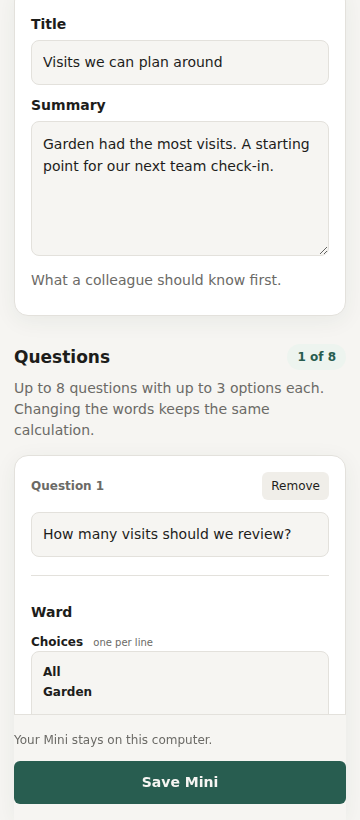 Title
Visits we can plan around
Summary
Garden had the most visits. A starting
point for our next team check-in.
What a colleague should know first.
Questions
1 of 8
Up to 8 questions with up to 3 options each.
Changing the words keeps the same
calculation.
Question 1
Remove
How many visits should we review?
Ward
Choices one per line
All
Garden
Your Mini stays on this computer.
Save Mini